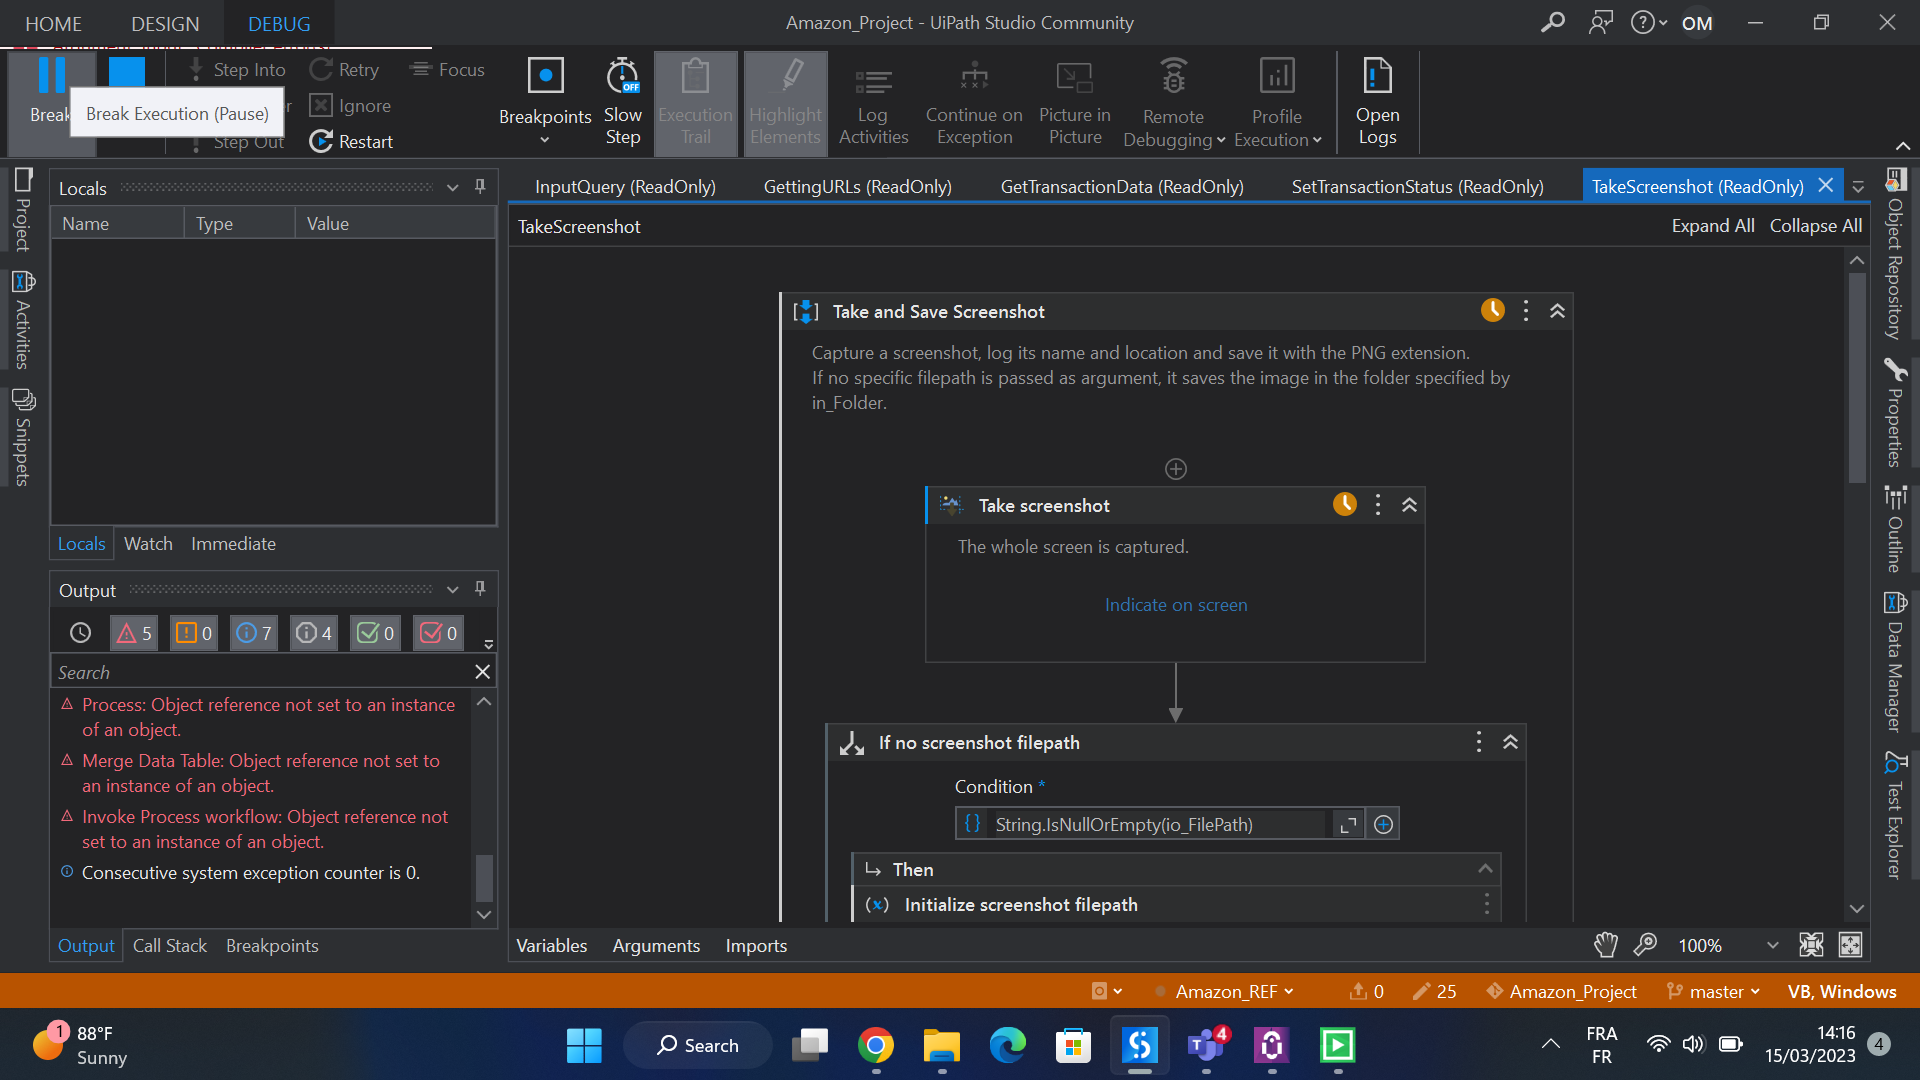 HOME DESIGN DEBUG Amazon_Project - UiPath Studio Community OM
Step Into Retry Focus
Break Execution (Pause)
Ignore
Step Out Restart
Breakpoints
Slow Step
Execution Trail
Highlight Elements
Log Activities
Continue on Exception
Picture in Picture
Remote Debugging
Profile Execution
Open Logs
Project
Activities
Snippets
Locals
Name Type Value
Locals Watch Immediate
Output
5 0 7 4 0 0
Search
Process: Object reference not set to an instance
of an object.
Merge Data Table: Object reference not set to
an instance of an object.
Invoke Process workflow: Object reference not
set to an instance of an object.
Consecutive system exception counter is 0.
Output Call Stack Breakpoints
InputQuery (ReadOnly) GettingURLs (ReadOnly) GetTransactionData (ReadOnly) SetTransactionStatus (ReadOnly) TakeScreenshot (ReadOnly)
TakeScreenshot Expand All Collapse All
Take and Save Screenshot
Capture a screenshot, log its name and location and save it with the PNG extension.
If no specific filepath is passed as argument, it saves the image in the folder specified by
in_Folder.
Take screenshot
The whole screen is captured.
Indicate on screen
If no screenshot filepath
Condition *
String.IsNullOrEmpty(io_FilePath)
Then
(x) Initialize screenshot filepath
Variables Arguments Imports 100%
Object Repository
Properties
Outline
Data Manager
Test Explorer
Amazon_REF 0 25 Amazon_Project master VB, Windows
1 88°F
Sunny
Search
4
FRA
FR
14:16
15/03/2023
4